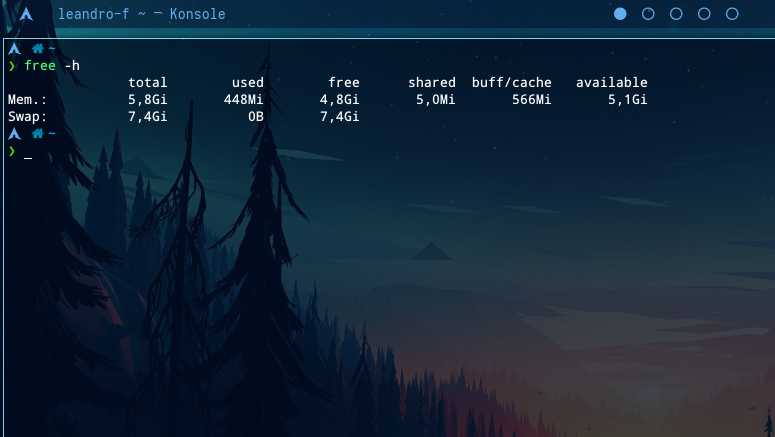 leandro-f ~ — Konsole
~
❯ free -h
total used free shared buff/cache available
Mem.: 5,8Gi 448Mi 4,8Gi 5,0Mi 566Mi 5,1Gi
Swap: 7,4Gi 0B 7,4Gi
~
❯ _